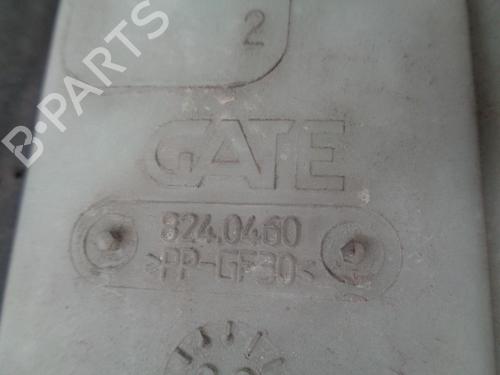 B-PARTS
2
GATE
824.0460
>PP-GF30<